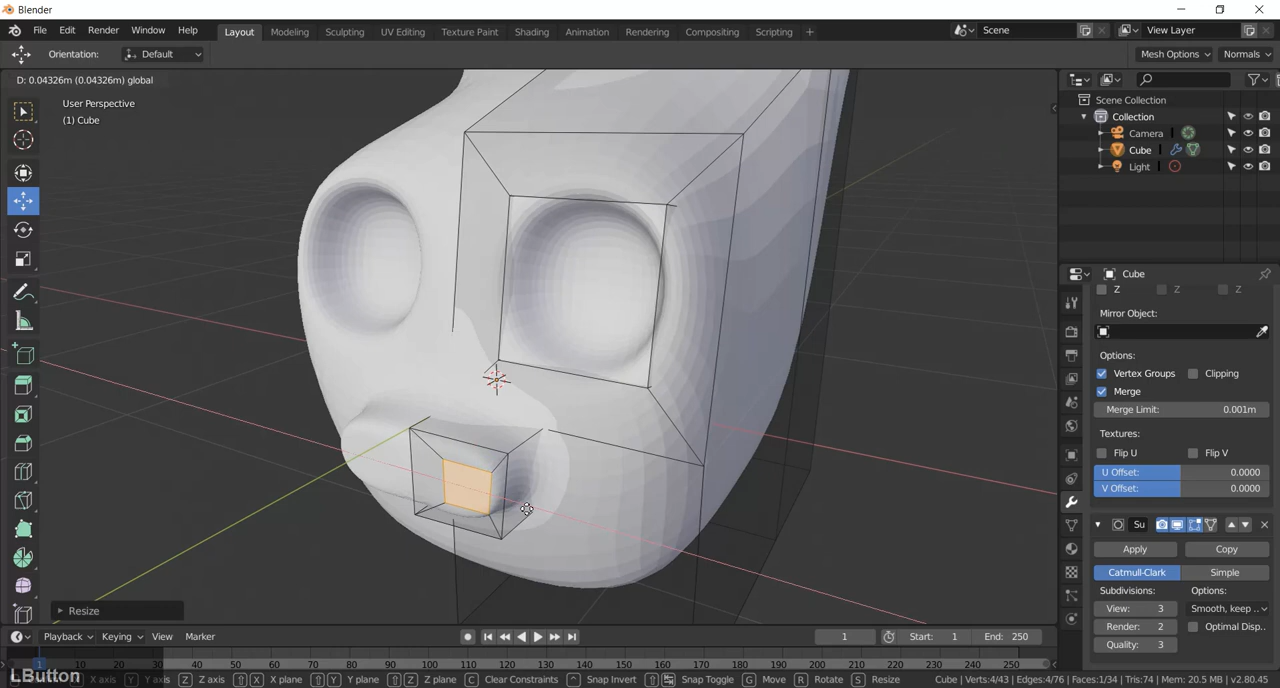 Blender
File Edit Render Window Help
Layout Modeling Sculpting UV Editing Texture Paint Shading Animation Rendering Compositing Scripting +
Scene
View Layer
Orientation: Default
Mesh Options Normals
D: 0.04326m (0.04326m) global
User Perspective
(1) Cube
Scene Collection
Collection
Camera
Cube
Light
Cube
Z Z Z
Mirror Object:
Options:
Vertex Groups Clipping
Merge
Merge Limit: 0.001m
Textures:
Flip U Flip V
U Offset: 0.0000
V Offset: 0.0000
Su
Apply Copy
Catmull-Clark Simple
Subdivisions: Options:
View: 3 Smooth, keep ..
Render: 2 Optimal Disp..
Quality: 3
Resize
Playback Keying View Marker
1 Start: 1 End: 250
1 10 20 30 40 50 60 70 80 90 100 110 120 130 140 150 160 170 180 190 200 210 220 230 240 250
LButton
X axis Y axis Z Z axis X X plane Y Y plane Z Z plane C Clear Constraints ^ Snap Invert Snap Toggle G Move R Rotate S Resize
Cube | Verts:4/43 | Edges:4/76 | Faces:1/34 | Tris:74 | Mem: 20.5 MB | v2.80.45